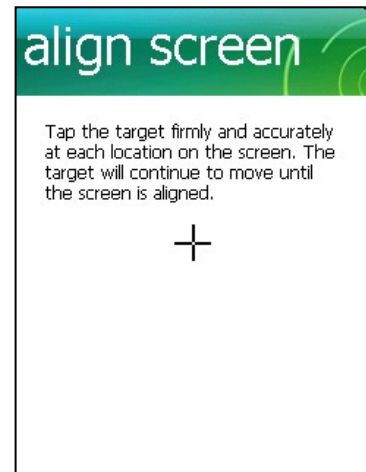 align screen
Tap the target firmly and accurately
at each location on the screen. The
target will continue to move until
the screen is aligned.